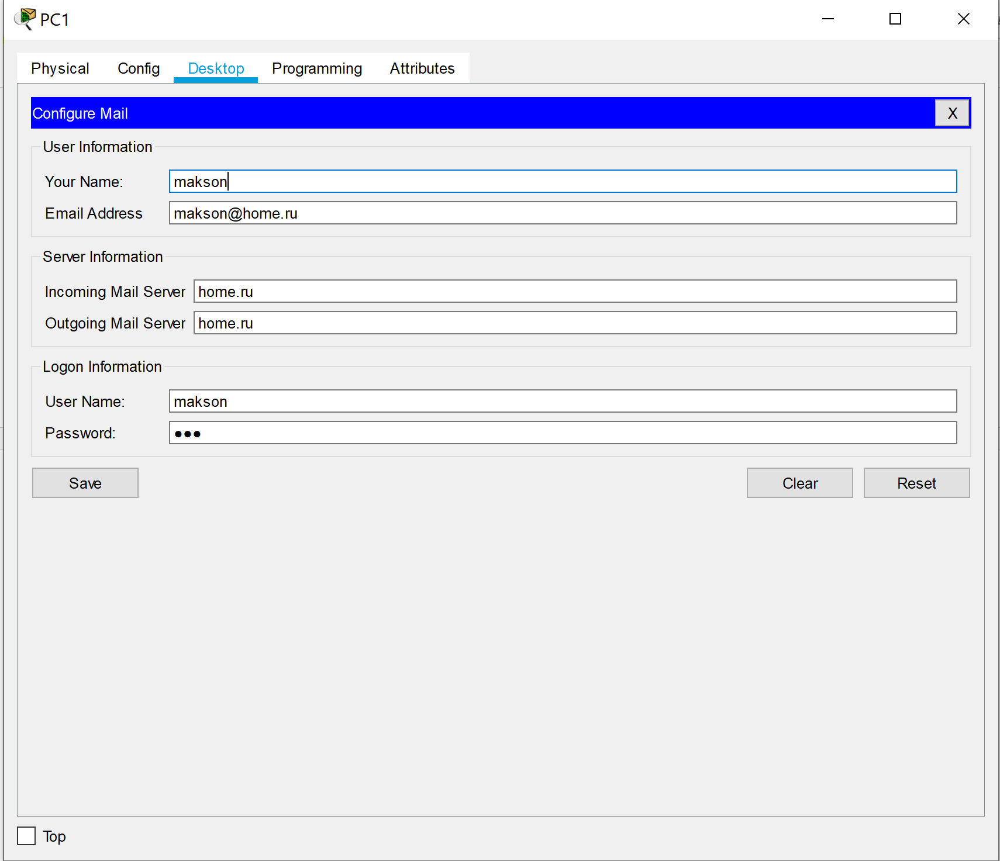 PC1
Physical Config Desktop Programming Attributes
Configure Mail X
User Information
Your Name: makson
Email Address makson@home.ru
Server Information
Incoming Mail Server home.ru
Outgoing Mail Server home.ru
Logon Information
User Name: makson
Password: ●●●
Save Clear Reset
Top